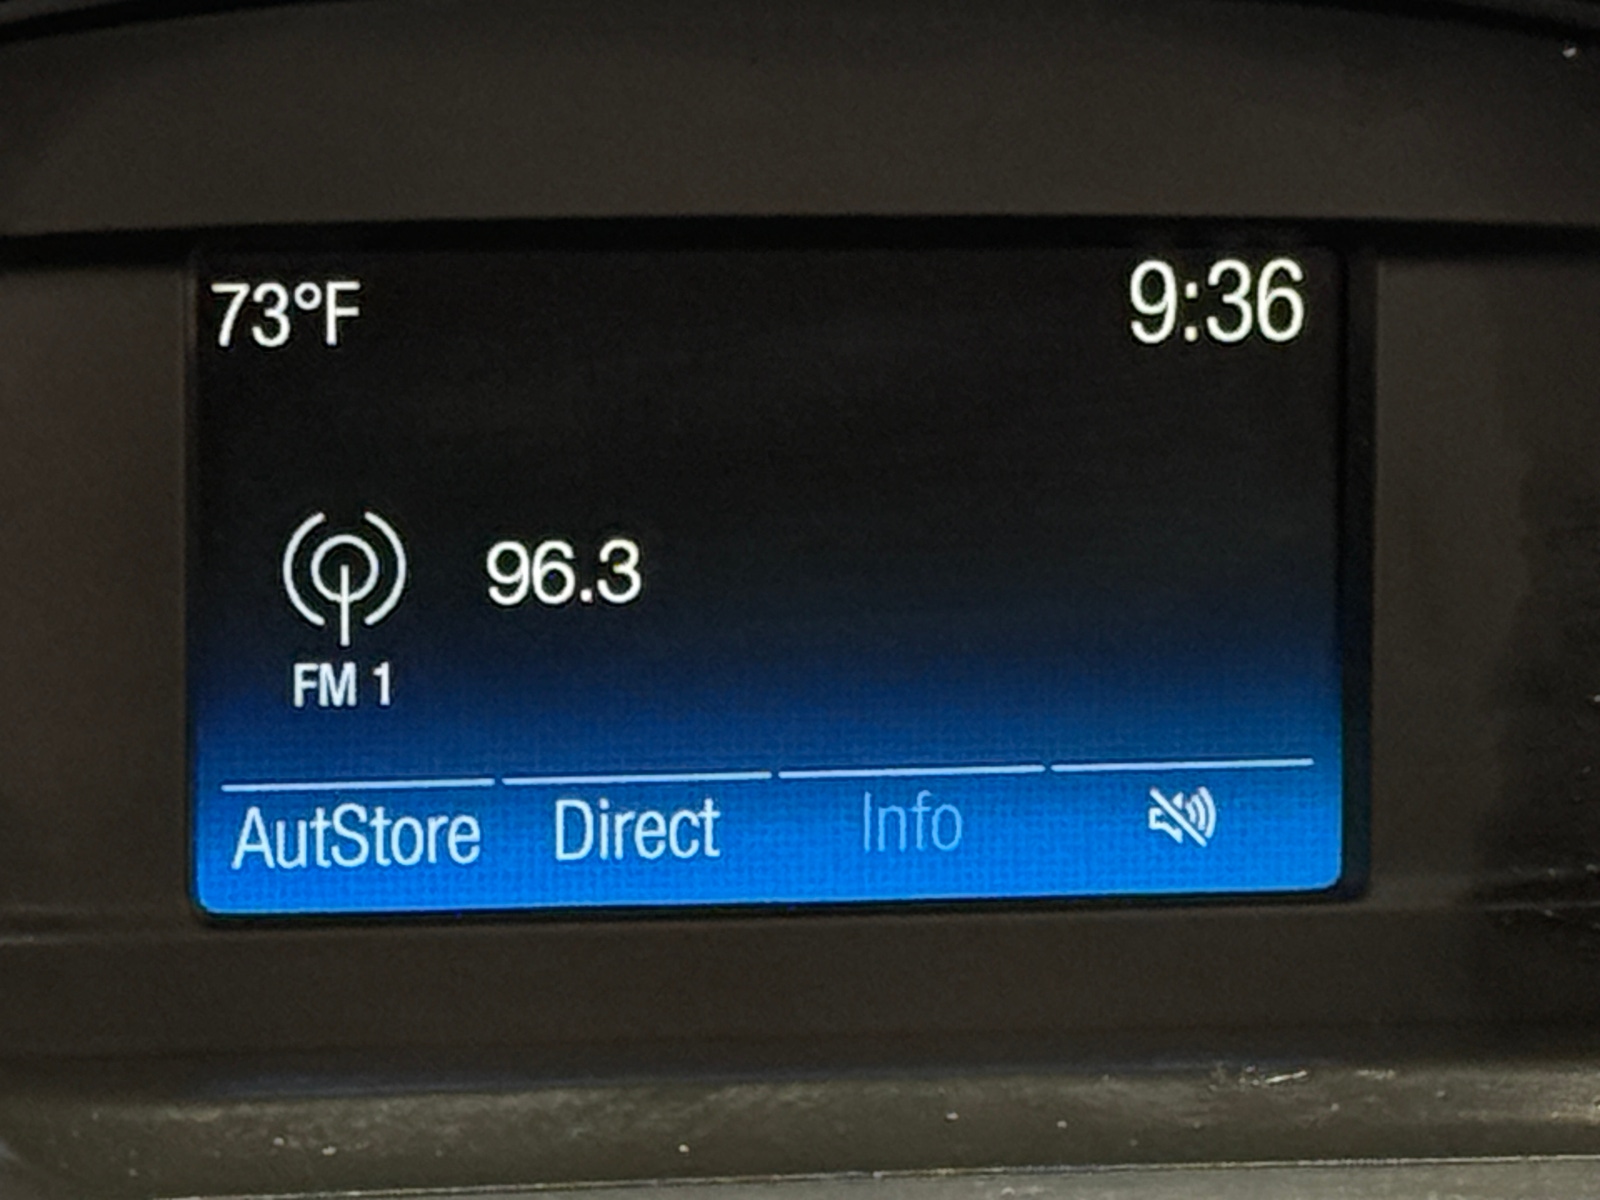 73°F 9:36
96.3
FM 1
AutStore Direct Info